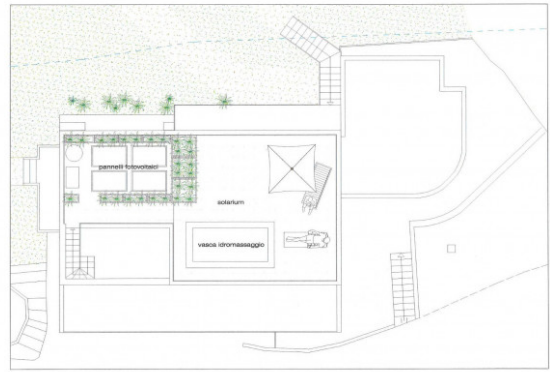 pannelli fotovoltaici
solarium
vasca idromassaggio